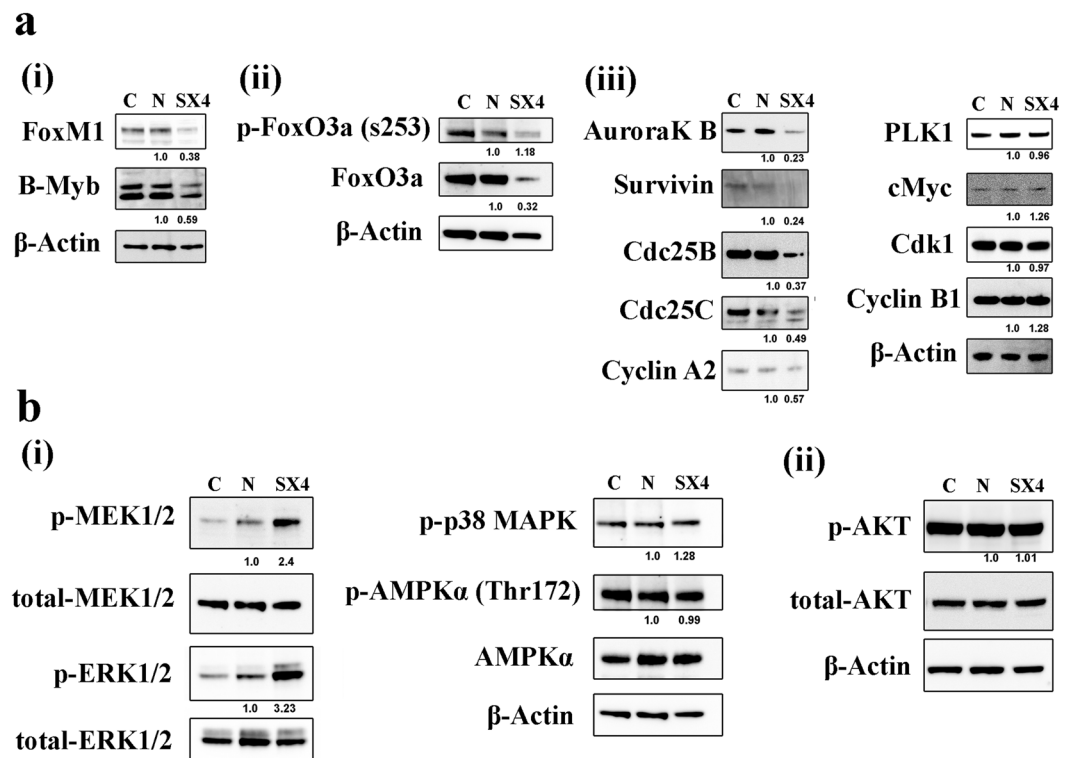 a
(i)
C N SX4
FoxM1
1.0 0.38
B-Myb
1.0 0.59
β-Actin
(ii)
C N SX4
p-FoxO3a (s253)
1.0 1.18
FoxO3a
1.0 0.32
β-Actin
(iii)
C N SX4
AuroraK B
1.0 0.23
Survivin
1.0 0.24
Cdc25B
1.0 0.37
Cdc25C
1.0 0.49
Cyclin A2
1.0 0.57
C N SX4
PLK1
1.0 0.96
cMyc
1.0 1.26
Cdk1
1.0 0.97
Cyclin B1
1.0 1.28
β-Actin
b
(i)
C N SX4
p-MEK1/2
1.0 2.4
total-MEK1/2
p-ERK1/2
1.0 3.23
total-ERK1/2
C N SX4
p-p38 MAPK
1.0 1.28
p-AMPKα (Thr172)
1.0 0.99
AMPKα
β-Actin
(ii)
C N SX4
p-AKT
1.0 1.01
total-AKT
β-Actin